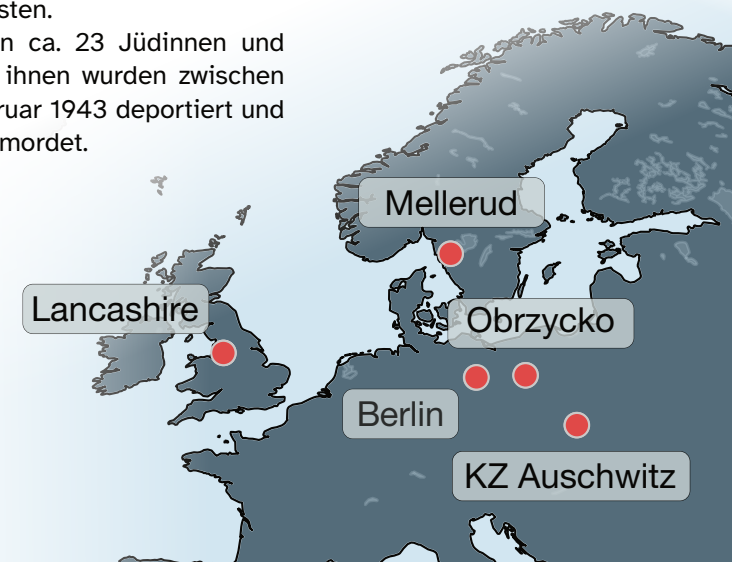 sten.
n ca. 23 Jüdinnen und
ihnen wurden zwischen
ruar 1943 deportiert und
mordet.
Mellerud
Lancashire
Obrzycko
Berlin
KZ Auschwitz